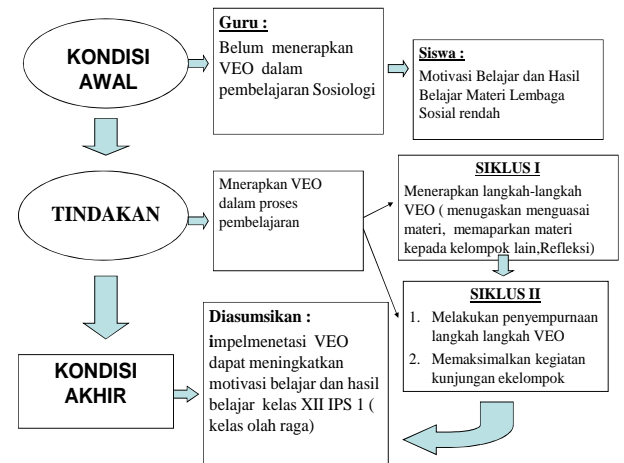 KONDISI
AWAL
Guru :
Belum menerapkan
VEO dalam
pembelajaran Sosiologi
Siswa :
Motivasi Belajar dan Hasil
Belajar Materi Lembaga
Sosial rendah
TINDAKAN
Mnerapkan VEO
dalam proses
pembelajaran
SIKLUS I
Menerapkan langkah-langkah
VEO ( menugaskan menguasai
materi, memaparkan materi
kepada kelompok lain,Refleksi)
SIKLUS II
1. Melakukan penyempurnaan
langkah langkah VEO
2. Memaksimalkan kegiatan
kunjungan ekelompok
KONDISI
AKHIR
Diasumsikan :
impelmenetasi VEO
dapat meningkatkan
motivasi belajar dan hasil
belajar kelas XII IPS 1 (
kelas olah raga)